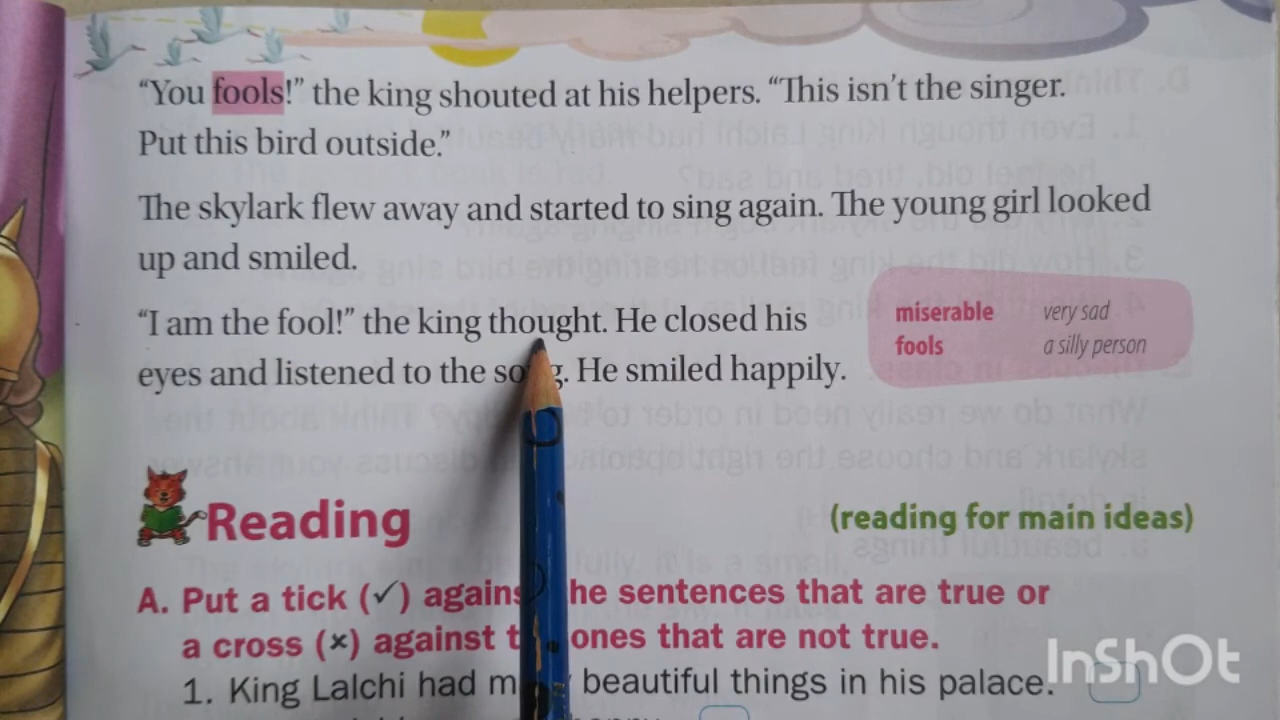 “You fools!” the king shouted at his helpers. “This isn’t the singer.
Put this bird outside.”
The skylark flew away and started to sing again. The young girl looked
up and smiled.
“I am the fool!” the king thought. He closed his
eyes and listened to the so g. He smiled happily.
miserable very sad
fools a silly person
Reading
(reading for main ideas)
A. Put a tick (✓) agains he sentences that are true or
a cross (×) against t ones that are not true.
1. King Lalchi had m beautiful things in his palace.
InShOt